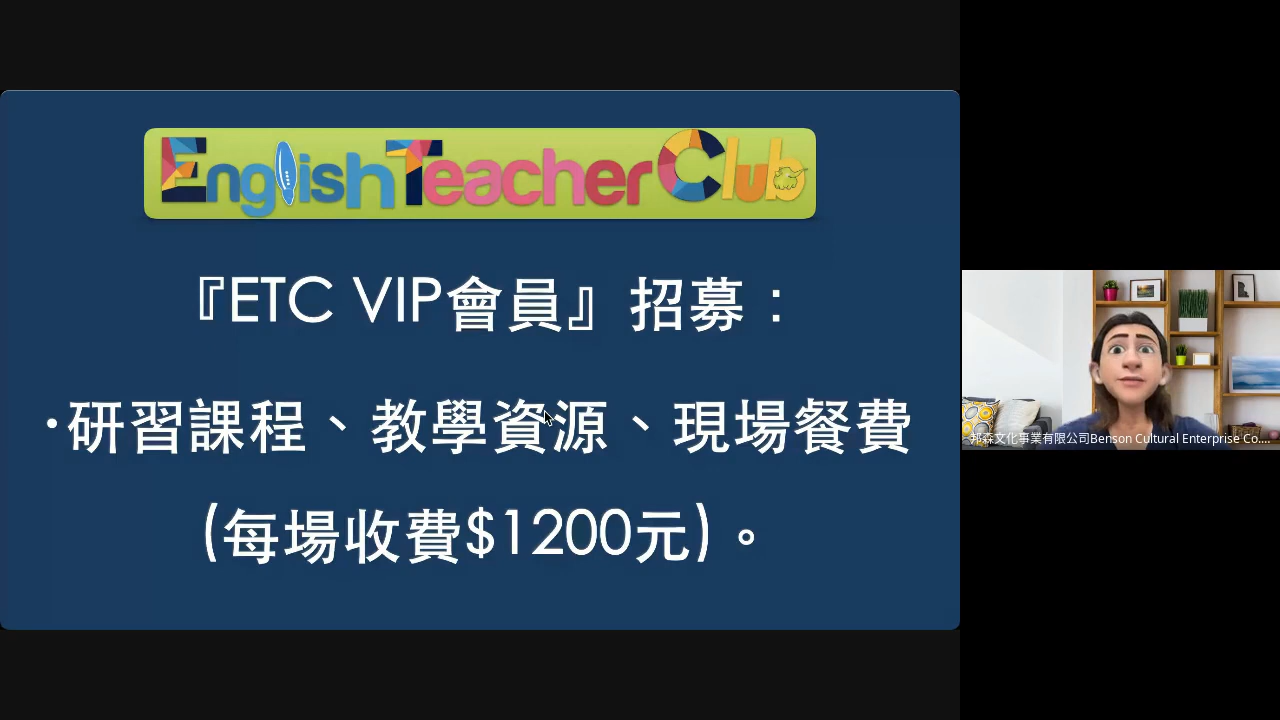 EnglishTeacherClub
『ETC VIP會員』招募：
·研習課程、教學資源、現場餐費
(每場收費$1200元)。
邦森文化事業有限公司Benson Cultural Enterprise Co....